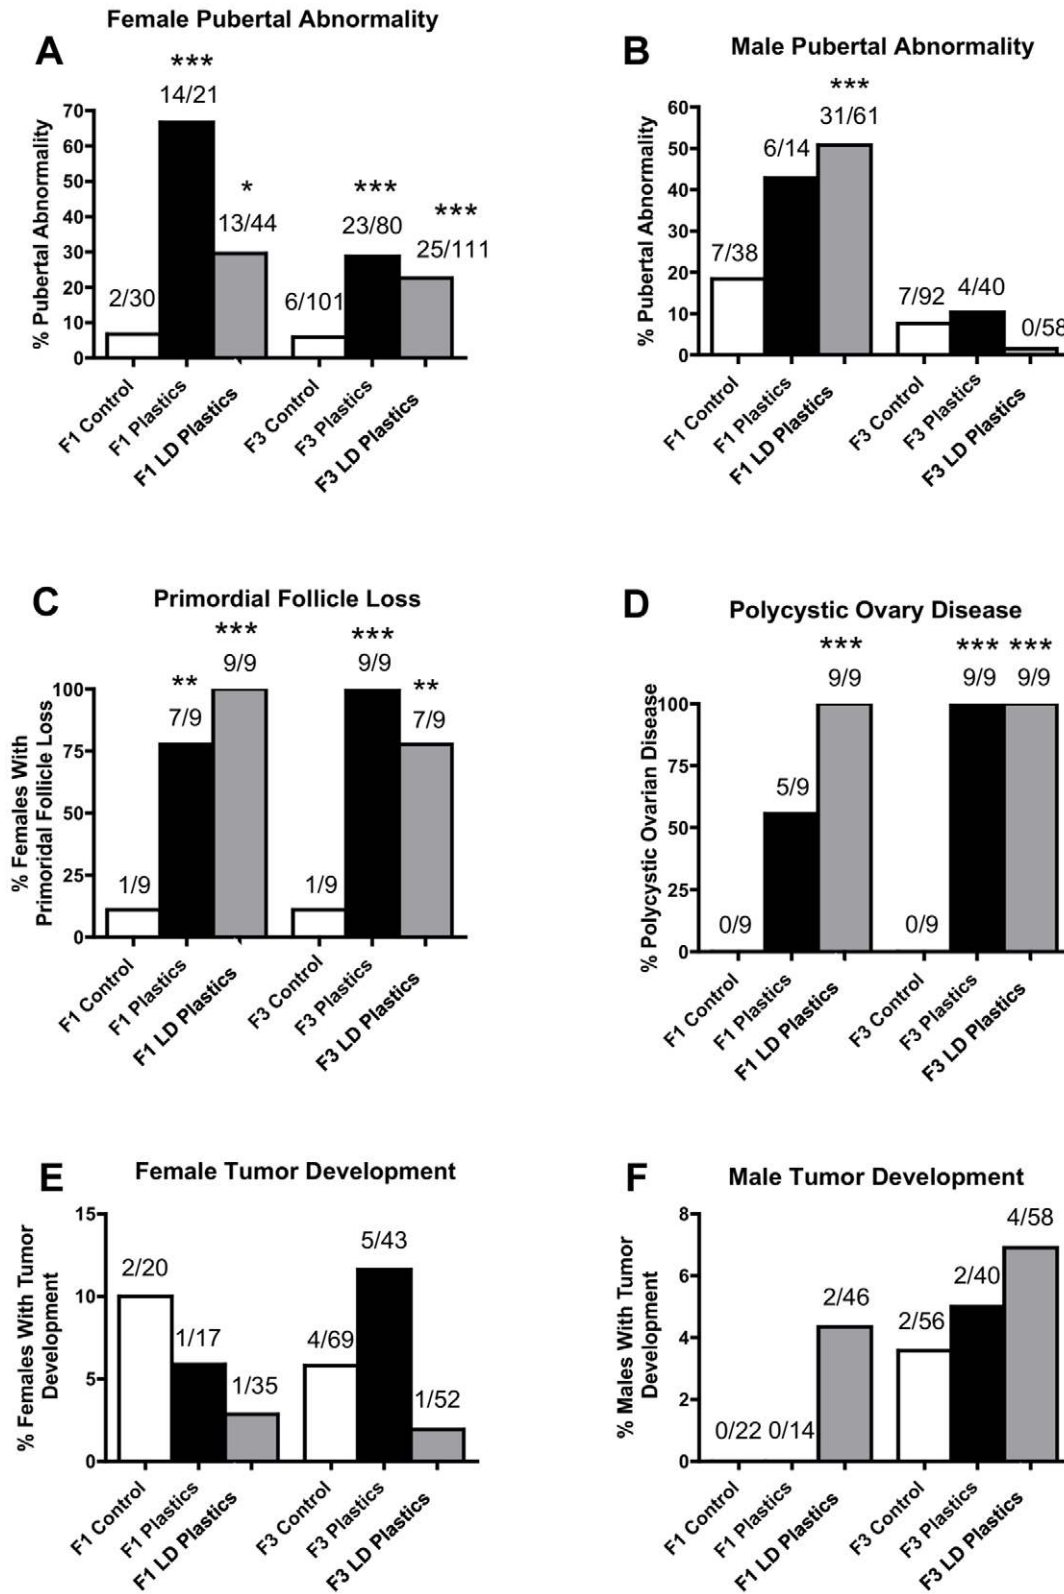 Female Pubertal Abnormality
A
***
14/21
*
13/44
***
23/80
***
25/111
2/30
6/101
% Pubertal Abnormality
70
60
50
40
30
20
10
0
F1 Control
F1 Plastics
F1 LD Plastics
F3 Control
F3 Plastics
F3 LD Plastics
B
Male Pubertal Abnormality
***
31/61
6/14
7/38
7/92
4/40
0/58
% Pubertal Abnormality
60
50
40
30
20
10
0
F1 Control
F1 Plastics
F1 LD Plastics
F3 Control
F3 Plastics
F3 LD Plastics
C
Primordial Follicle Loss
***
9/9
**
7/9
***
9/9
**
7/9
1/9
1/9
% Females With
Primoridal Follicle Loss
100
75
50
25
0
F1 Control
F1 Plastics
F1 LD Plastics
F3 Control
F3 Plastics
F3 LD Plastics
D
Polycystic Ovary Disease
***
9/9
***
9/9
***
9/9
5/9
0/9
0/9
% Polycystic Ovarian Disease
100
75
50
25
0
F1 Control
F1 Plastics
F1 LD Plastics
F3 Control
F3 Plastics
F3 LD Plastics
E
Female Tumor Development
2/20
1/17
1/35
4/69
5/43
1/52
% Females With Tumor
Development
15
10
5
0
F1 Control
F1 Plastics
F1 LD Plastics
F3 Control
F3 Plastics
F3 LD Plastics
F
Male Tumor Development
0/22
0/14
2/46
2/56
2/40
4/58
% Males With Tumor
Development
8
6
4
2
0
F1 Control
F1 Plastics
F1 LD Plastics
F3 Control
F3 Plastics
F3 LD Plastics